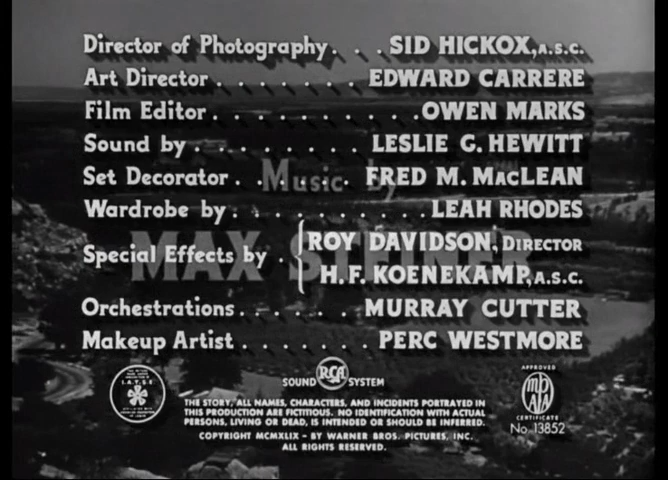 Director of Photography. . . SID HICKOX, A.S.C.
Art Director . . . . . . . EDWARD CARRERE
Film Editor . . . . . . . . . . OWEN MARKS
Sound by . . . . . . . . LESLIE G. HEWITT
Music by
Set Decorator . . . . . . FRED M. MACLEAN
Wardrobe by . . . . . . . . . LEAH RHODES
MAX STEINER
Special Effects by . ROY DAVIDSON, DIRECTOR
H. F. KOENEKAMP, A.S.C.
Orchestrations . . . . . . MURRAY CUTTER
Makeup Artist . . . . . . . PERC WESTMORE
SOUND RCA SYSTEM
I.A.T.S.E.
THE STORY, ALL NAMES, CHARACTERS, AND INCIDENTS PORTRAYED IN
THIS PRODUCTION ARE FICTITIOUS. NO IDENTIFICATION WITH ACTUAL
PERSONS, LIVING OR DEAD, IS INTENDED OR SHOULD BE INFERRED.
COPYRIGHT MCMXLIX - BY WARNER BROS. PICTURES, INC.
ALL RIGHTS RESERVED.
APPROVED
CERTIFICATE
No. 13852